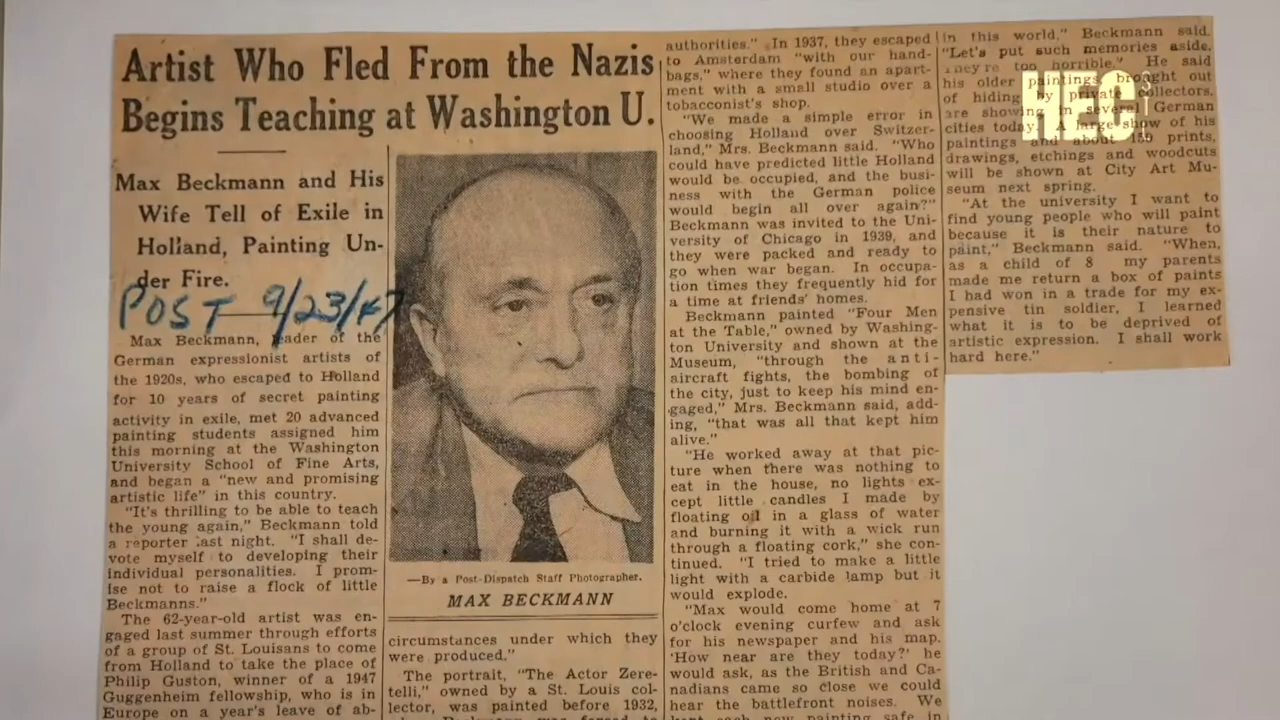 Artist Who Fled From the Nazis
Begins Teaching at Washington U.
Max Beckmann and His
Wife Tell of Exile in
Holland, Painting Un-
der Fire.
POST 9/23/47
Max Beckmann, leader of the
German expressionist artists of
the 1920s, who escaped to Holland
for 10 years of secret painting
activity in exile, met 20 advanced
painting students assigned him
this morning at the Washington
University School of Fine Arts,
and began a "new and promising
artistic life" in this country.
"It's thrilling to be able to teach
the young again," Beckmann told
a reporter last night. "I shall de-
vote myself to developing their
individual personalities. I prom-
ise not to raise a flock of little
Beckmanns."
The 62-year-old artist was en-
gaged last summer through efforts
of a group of St. Louisans to come
from Holland to take the place of
Philip Guston, winner of a 1947
Guggenheim fellowship, who is in
Europe on a year's leave of ab-
—By a Post-Dispatch Staff Photographer.
MAX BECKMANN
circumstances under which they
were produced."
The portrait, "The Actor Zere-
telli," owned by a St. Louis col-
lector, was painted before 1932,
Beckmann was forced to
authorities." In 1937, they escaped
to Amsterdam "with our hand-
bags," where they found an apart-
ment with a small studio over a
tobacconist's shop.
"We made a simple error in
choosing Holland over Switzer-
land," Mrs. Beckmann said. "Who
could have predicted little Holland
would be occupied, and the busi-
ness with the German police
would begin all over again?"
Beckmann was invited to the Uni-
versity of Chicago in 1939, and
they were packed and ready to
go when war began. In occupa-
tion times they frequently hid for
a time at friends' homes.
Beckmann painted "Four Men
at the Table," owned by Washing-
ton University and shown at the
Museum, "through the anti-
aircraft fights, the bombing of
the city, just to keep his mind en-
gaged," Mrs. Beckmann said, add-
ing, "that was all that kept him
alive."
"He worked away at that pic-
ture when there was nothing to
eat in the house, no lights ex-
cept little candles I made by
floating oil in a glass of water
and burning it with a wick run
through a floating cork," she con-
tinued. "I tried to make a little
light with a carbide lamp but it
would explode.
"Max would come home at 7
o'clock evening curfew and ask
for his newspaper and his map.
'How near are they today?' he
would ask, as the British and Ca-
nadians came so close we could
hear the battlefront noises. We
kept each new painting safe in
in this world," Beckmann said.
"Let's put such memories aside.
They're too horrible." He said
his older paintings brought out
of hiding by private collectors,
are showing in several German
cities today. A large show of his
paintings and about prints,
drawings, etchings and woodcuts
will be shown at City Art Mu-
seum next spring.
"At the university I want to
find young people who will paint
because it is their nature to
paint," Beckmann said. "When,
as a child of 8 my parents
made me return a box of paints
I had won in a trade for my ex-
pensive tin soldier, I learned
what it is to be deprived of
artistic expression. I shall work
hard here."